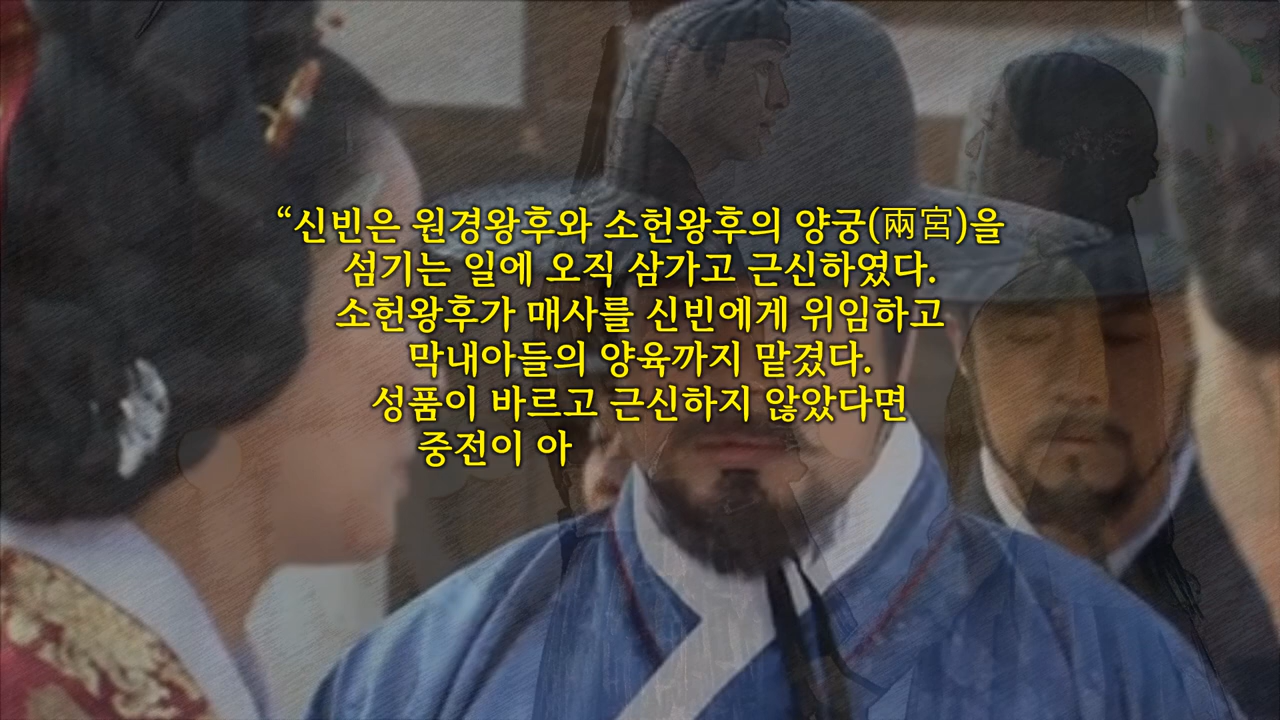 “신빈은 원경왕후와 소헌왕후의 양궁(兩宮)을
섬기는 일에 오직 삼가고 근신하였다.
소헌왕후가 매사를 신빈에게 위임하고
막내아들의 양육까지 맡겼다.
성품이 바르고 근신하지 않았다면
중전이 아